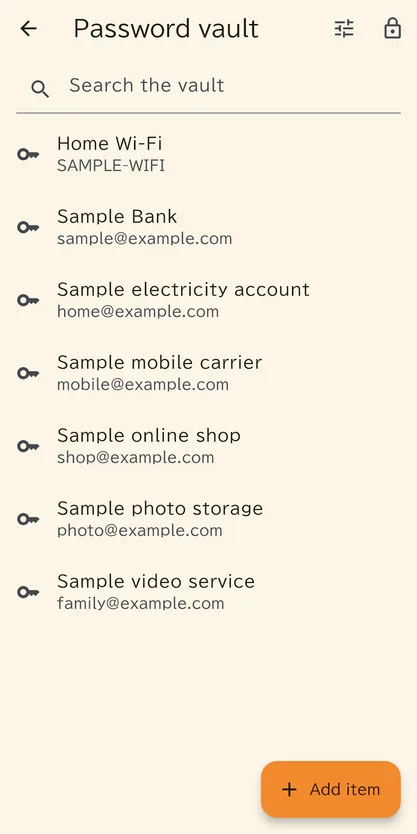 Password vault
Search the vault
Home Wi-Fi
SAMPLE-WIFI
Sample Bank
sample@example.com
Sample electricity account
home@example.com
Sample mobile carrier
mobile@example.com
Sample online shop
shop@example.com
Sample photo storage
photo@example.com
Sample video service
family@example.com
Add item